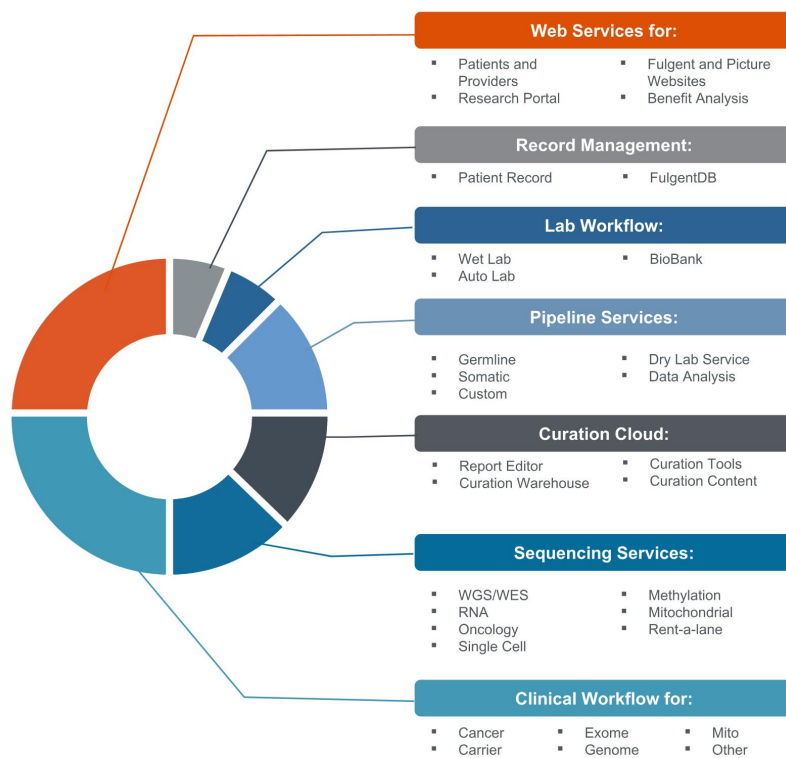 Web Services for:
Patients and
Providers
Research Portal
Fulgent and Picture
Websites
Benefit Analysis
Record Management:
Patient Record
FulgentDB
Lab Workflow:
Wet Lab
Auto Lab
BioBank
Pipeline Services:
Germline
Somatic
Custom
Dry Lab Service
Data Analysis
Curation Cloud:
Report Editor
Curation Warehouse
Curation Tools
Curation Content
Sequencing Services:
WGS/WES
RNA
Oncology
Single Cell
Methylation
Mitochondrial
Rent-a-lane
Clinical Workflow for:
Cancer
Carrier
Exome
Genome
Mito
Other